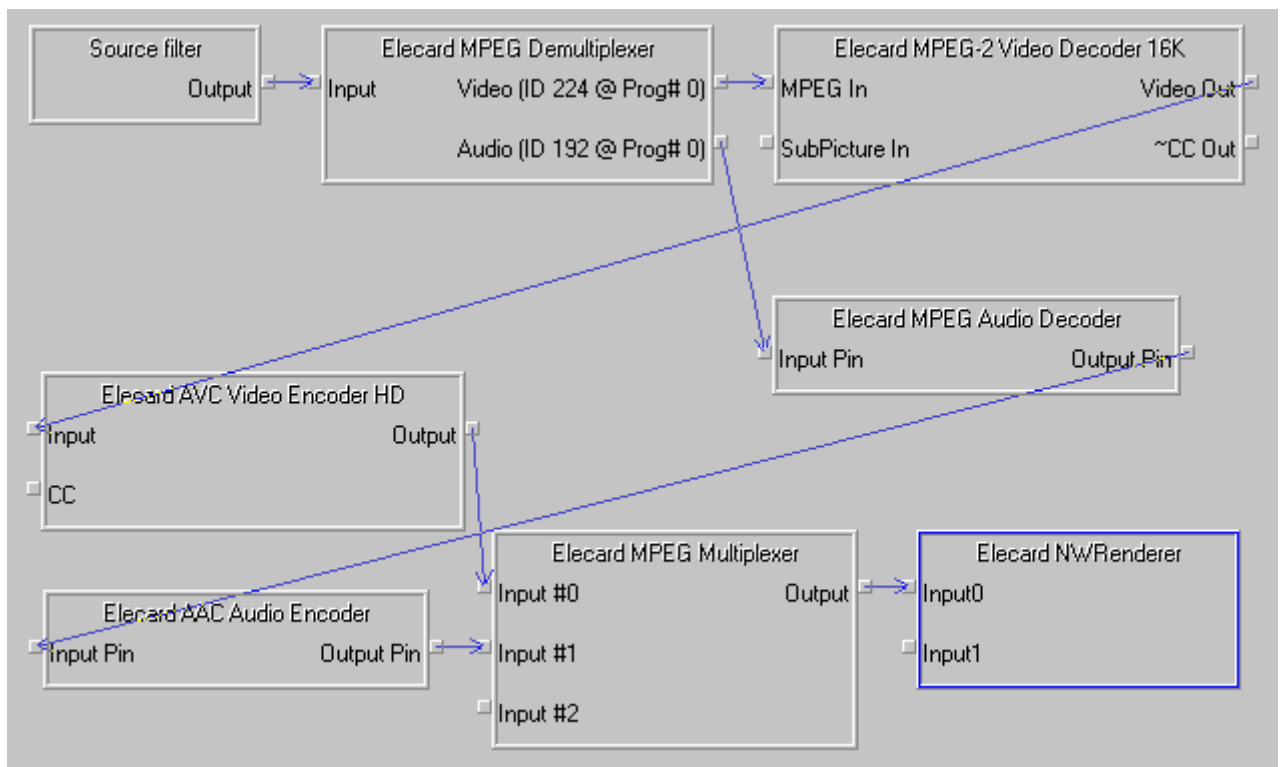 Source filter
Output
Elecard MPEG Demultiplexer
Input
Video (ID 224 @ Prog# 0)
Audio (ID 192 @ Prog# 0)
Elecard MPEG-2 Video Decoder 16K
MPEG In
Video Out
SubPicture In
~CC Out
Elecard MPEG Audio Decoder
Input Pin
Output Pin
Elecard AVC Video Encoder HD
Input
Output
CC
Elecard AAC Audio Encoder
Input Pin
Output Pin
Elecard MPEG Multiplexer
Input #0
Output
Input #1
Input #2
Elecard NWRenderer
Input0
Input1